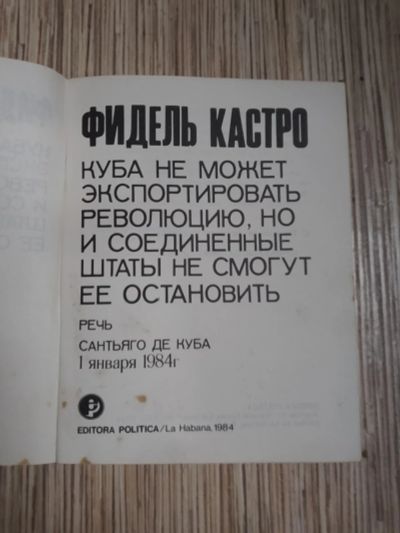 ФИДЕЛЬ КАСТРО
КУБА НЕ МОЖЕТ
ЭКСПОРТИРОВАТЬ
РЕВОЛЮЦИЮ, НО
И СОЕДИНЕННЫЕ
ШТАТЫ НЕ СМОГУТ
ЕЕ ОСТАНОВИТЬ
РЕЧЬ
САНТЬЯГО ДЕ КУБА
1 января 1984г
EDITORA POLITICA/La Habana, 1984